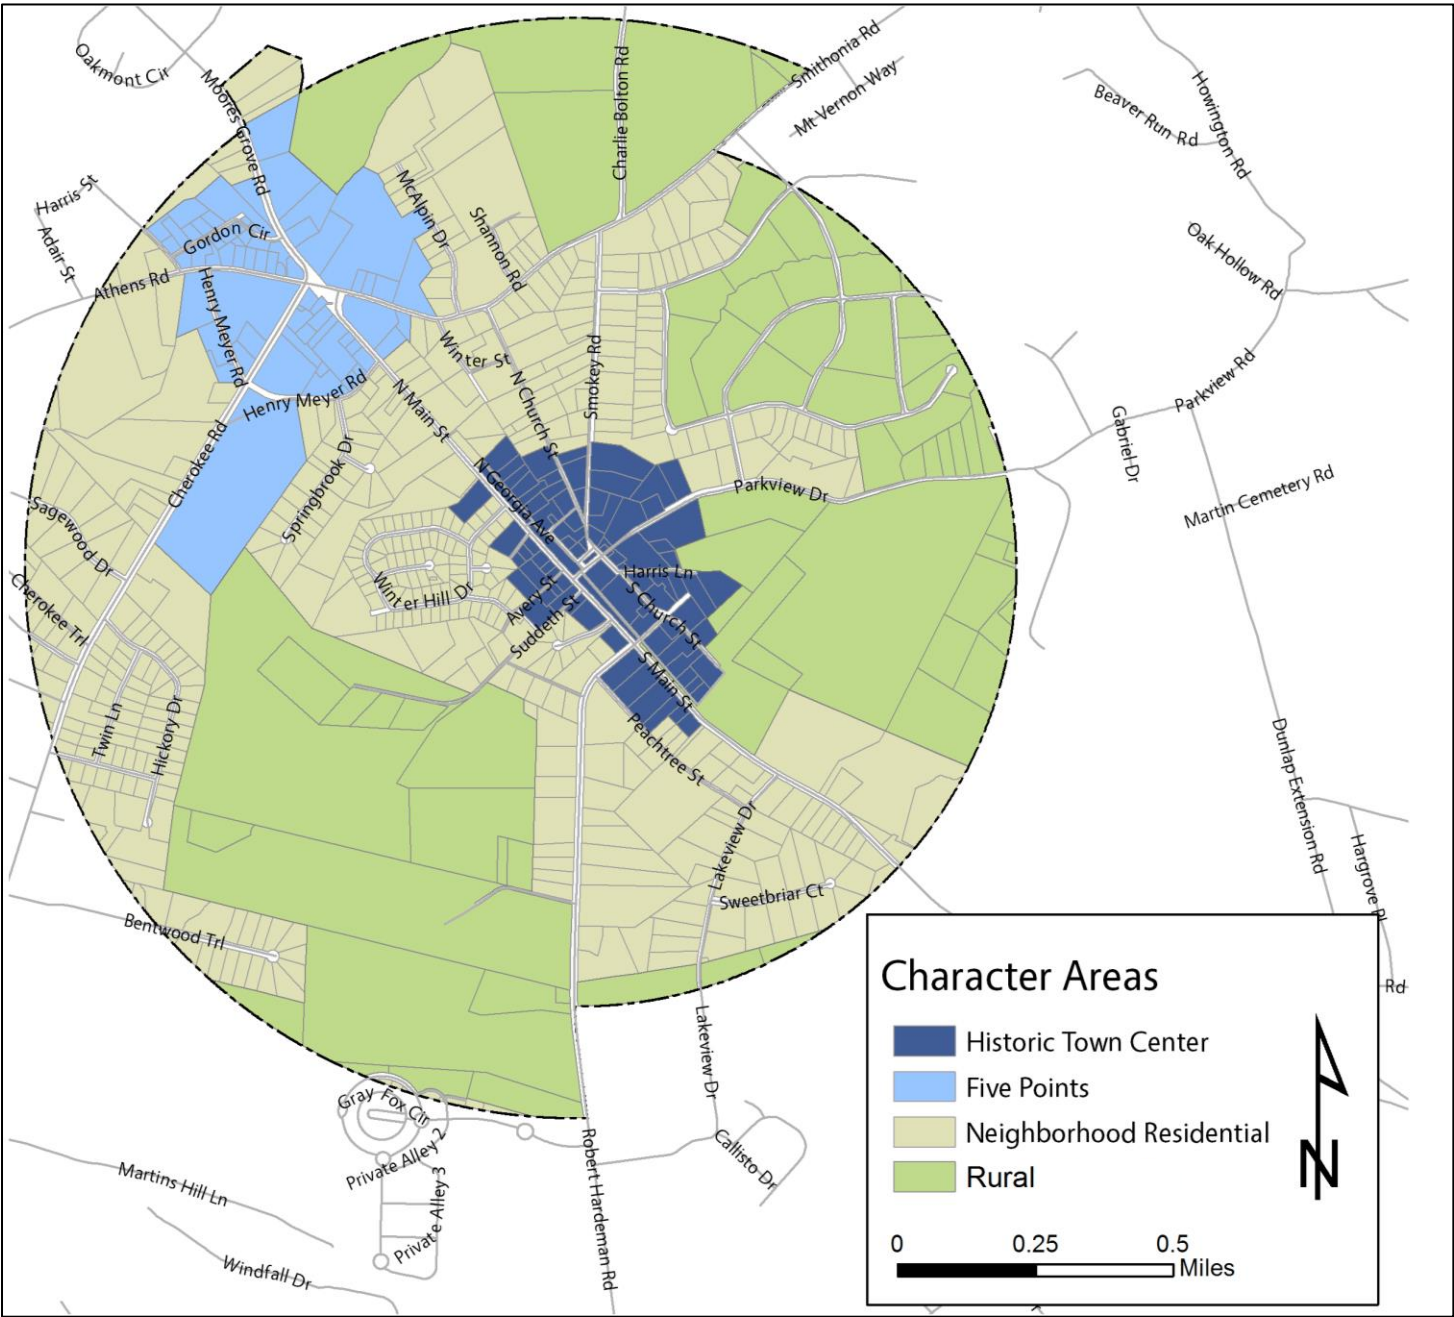 Oakmont Cir
Moores Grove Rd
Charlie Bolton Rd
Smithonia Rd
Mt Vernon Way
Howington Rd
Beaver Run Rd
Harris St
Adair St
Gordon Cir
McAlpin Dr
Shannon Rd
Oak Hollow Rd
Athens Rd
Henry Meyer Rd
Winter St
N Church St
Smokey Rd
Henry Meyer Rd
N Main St
Parkview Rd
Gabriel Dr
Cherokee Rd
Springbrook Dr
N Georgia Ave
Parkview Dr
Martin Cemetery Rd
Sagewood Dr
Cherokee Trl
Winter Hill Dr
Avery St
Suddeth St
Harris Ln
S Church St
S Main St
Twin Ln
Hickory Dr
Peachtree St
Dunlap Extension Rd
Lakeview Dr
Sweetbriar Ct
Hargrove Pl
Bentwood Trl
Rd
Lakeview Dr
Gray Fox Cir
Private Alley 2
Private Alley 3
Callisto Dr
Robert Hardeman Rd
Martins Hill Ln
Windfall Dr
Character Areas
Historic Town Center
Five Points
Neighborhood Residential
Rural
N
0 0.25 0.5
Miles